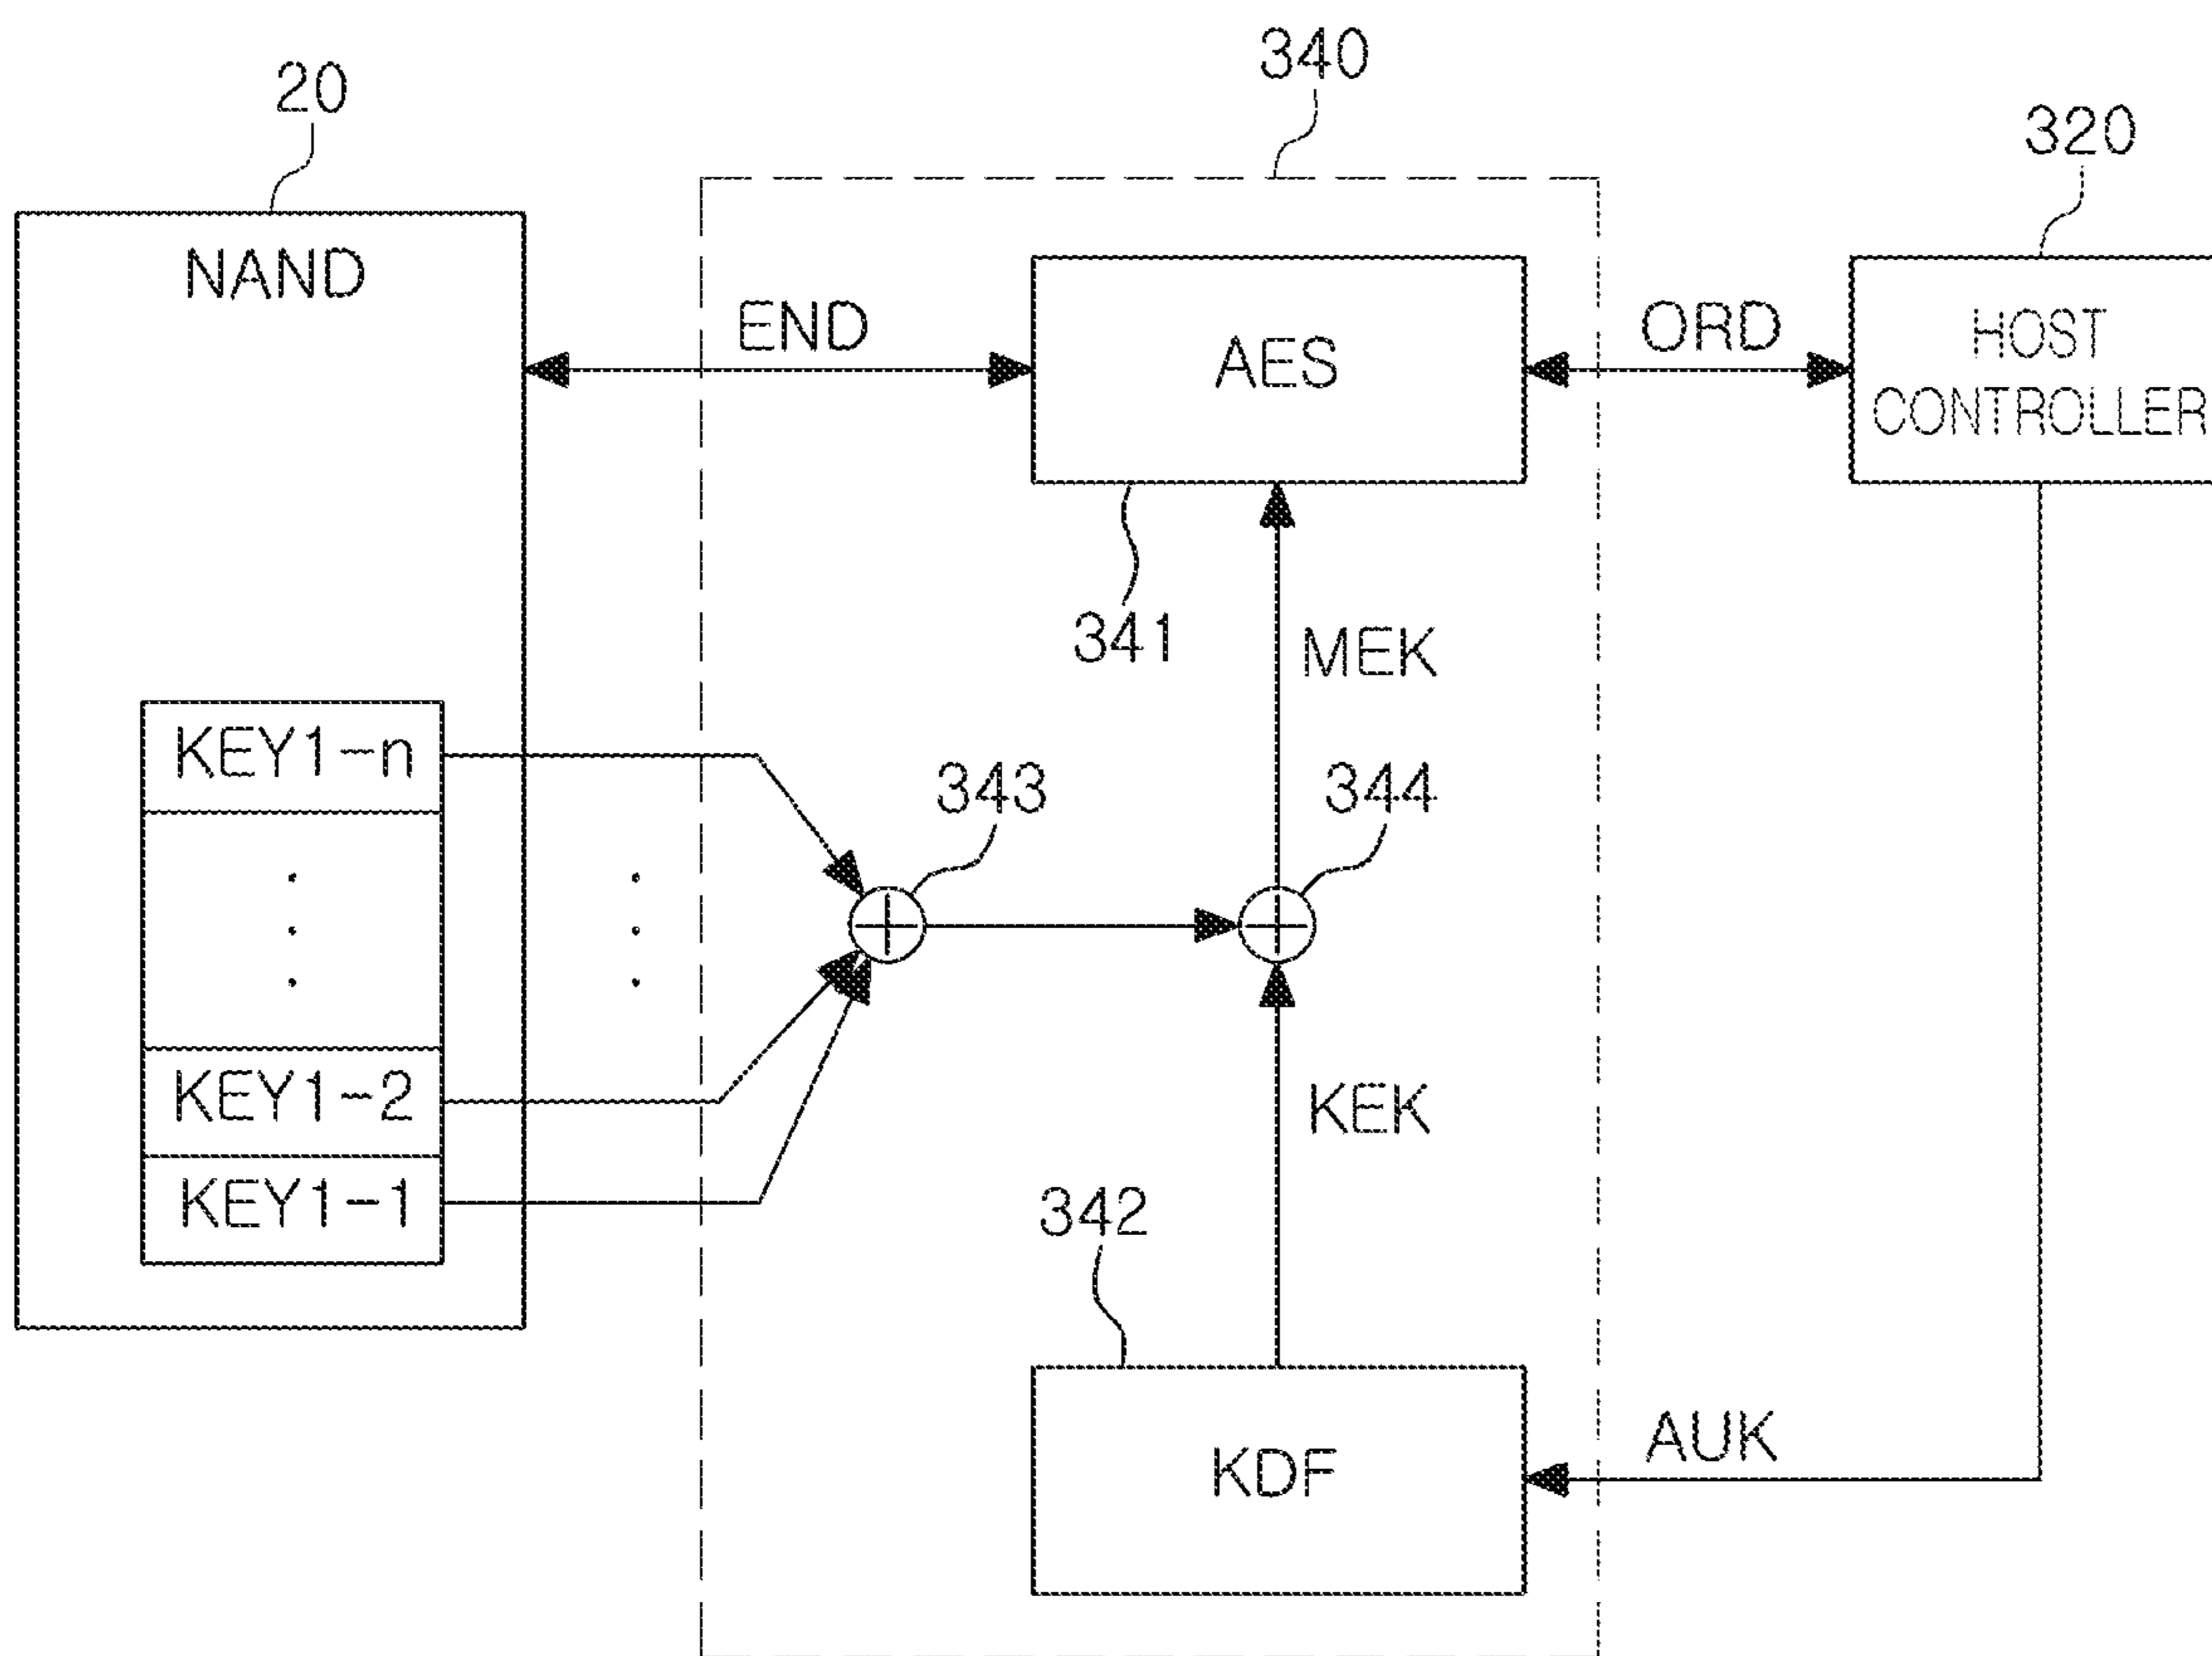 340
20
320
NAND
END
AES
ORD
HOST
CONTROLLER
341
MEK
KEY1-n
343
344
KEY1-2
KEK
KEY1-1
342
KDF
AUK